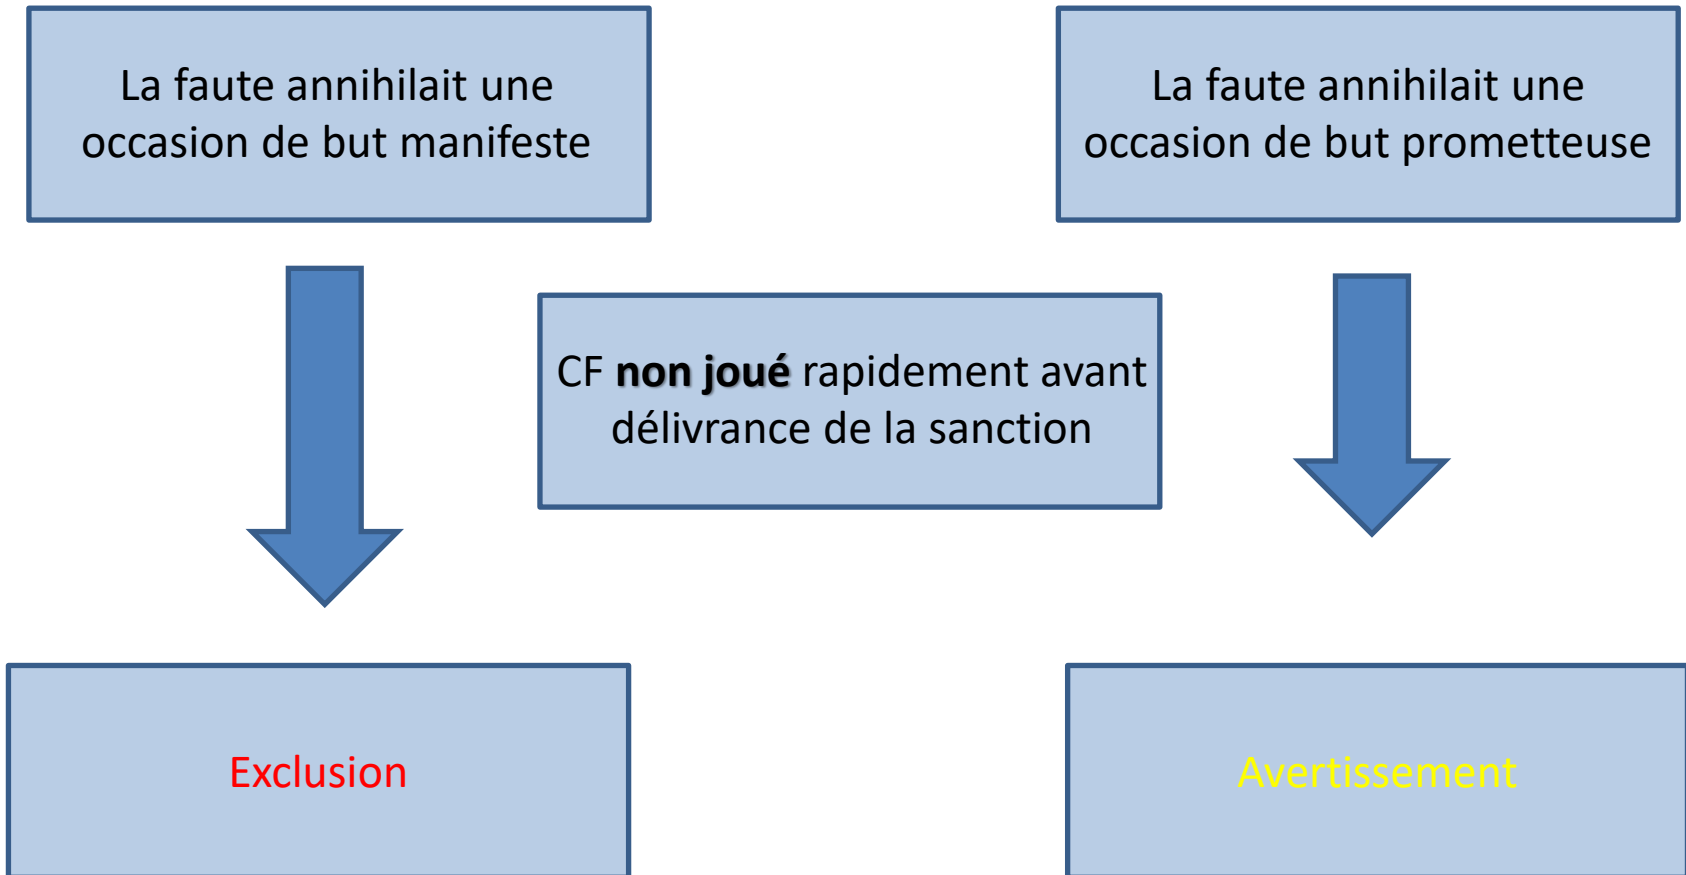 La faute annihilait une
occasion de but manifeste
La faute annihilait une
occasion de but prometteuse
CF non joué rapidement avant
délivrance de la sanction
Exclusion
Avertissement